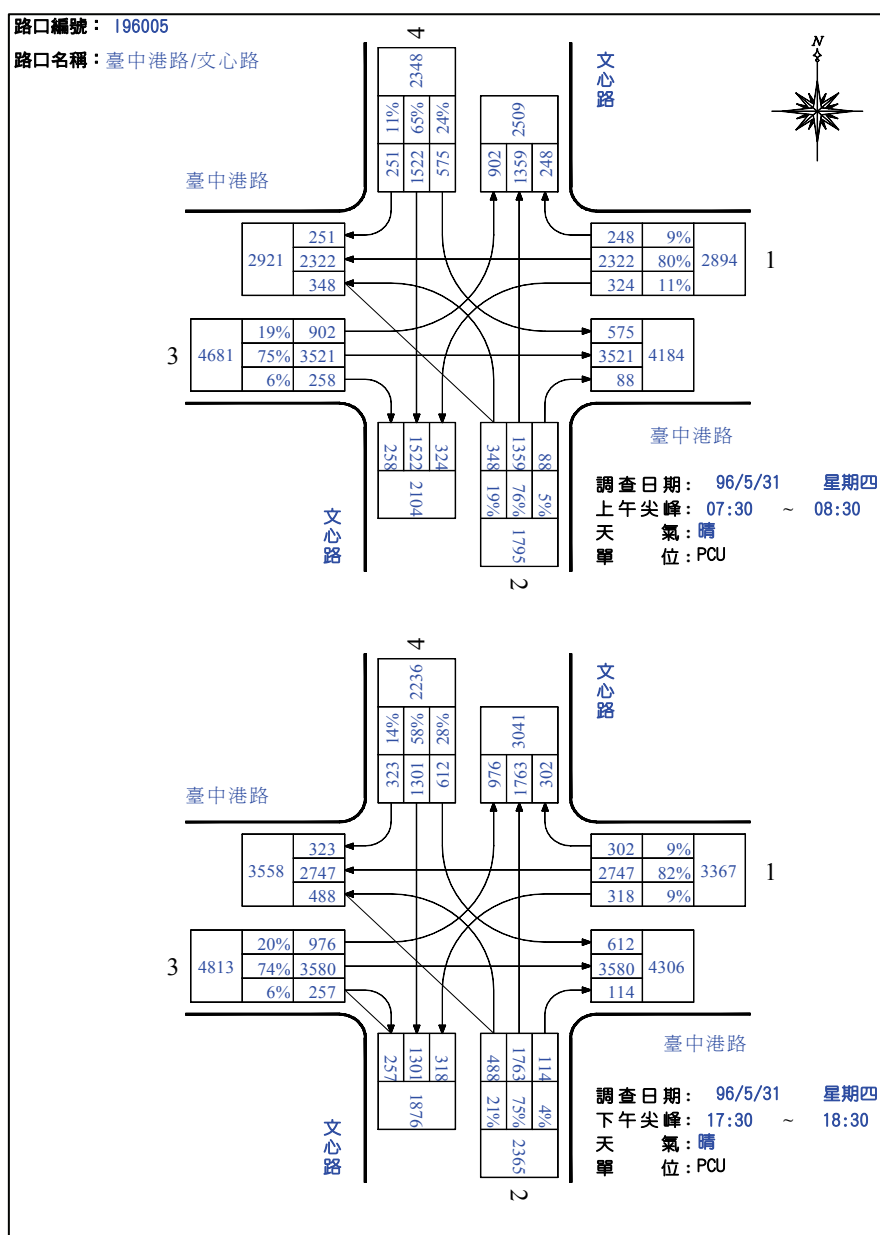 路口編號： I96005
路口名稱：臺中港路/文心路
N
4
2348
11% 65% 24%
251 1522 575
2509
902 1359 248
文心路
臺中港路
2921
251
2322
348
248 9%
2322 80%
324 11%
2894
1
3
4681
19% 902
75% 3521
6% 258
575
3521
88
4184
258 1522 324
2104
348 1359 88
19% 76% 5%
1795
2
文心路
臺中港路
調查日期： 96/5/31 星期四
上午尖峰：07:30 ~ 08:30
天氣：晴
單位：PCU
4
2236
14% 58% 28%
323 1301 612
3041
976 1763 302
文心路
臺中港路
3558
323
2747
488
302 9%
2747 82%
318 9%
3367
1
3
4813
20% 976
74% 3580
6% 257
612
3580
114
4306
257 1301 318
1876
488 1763 114
21% 75% 4%
2365
2
文心路
臺中港路
調查日期： 96/5/31 星期四
下午尖峰：17:30 ~ 18:30
天氣：晴
單位：PCU